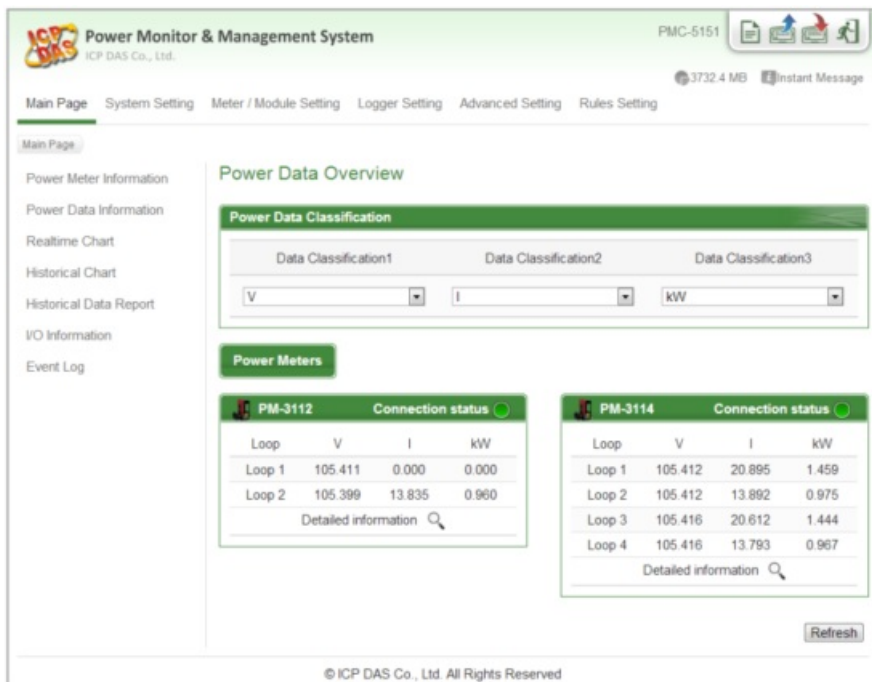 ICP DAS
Power Monitor & Management System
ICP DAS Co., Ltd.
PMC-5151
3732.4 MB Instant Message
Main Page System Setting Meter / Module Setting Logger Setting Advanced Setting Rules Setting
Main Page
Power Meter Information
Power Data Information
Realtime Chart
Historical Chart
Historical Data Report
I/O Information
Event Log
Power Data Overview
Power Data Classification
Data Classification1 Data Classification2 Data Classification3
V I kW
Power Meters
PM-3112 Connection status
Loop V I kW
Loop 1 105.411 0.000 0.000
Loop 2 105.399 13.835 0.960
Detailed information
PM-3114 Connection status
Loop V I kW
Loop 1 105.412 20.895 1.459
Loop 2 105.412 13.892 0.975
Loop 3 105.416 20.612 1.444
Loop 4 105.416 13.793 0.967
Detailed information
Refresh
© ICP DAS Co., Ltd. All Rights Reserved